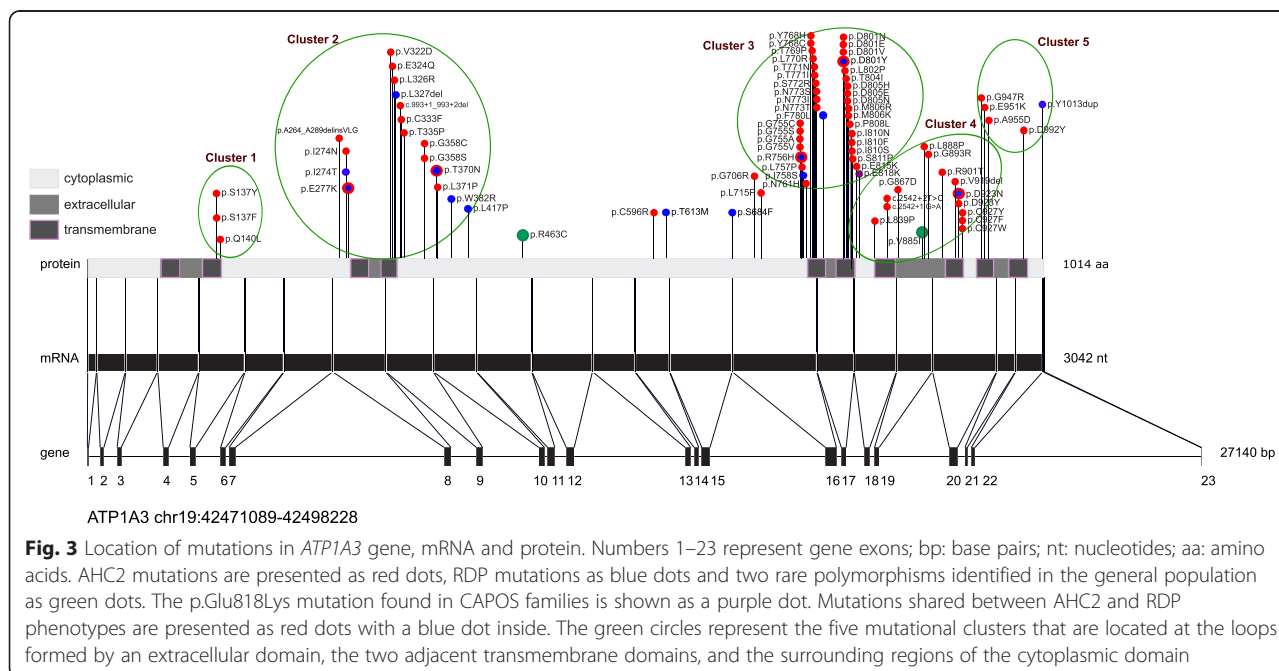 Cluster 1
Cluster 2
Cluster 3
Cluster 4
Cluster 5
cytoplasmic
extracellular
transmembrane
p.S137Y
p.S137F
p.Q140L
p.A264_A289delinsVLG
p.I274N
p.I274T
p.E277K
p.V322D
p.E324Q
p.L326R
p.L327del
c.993+1_993+2del
p.C333F
p.T335P
p.G358C
p.G358S
p.T370N
p.L371P
p.W382R
p.L417P
p.R463C
p.C596R
p.T613M
p.S684F
p.G706R
p.L715F
p.Y768H
p.Y768C
p.T769P
p.L770R
p.T771N
p.T771I
p.S772R
p.N773S
p.N773I
p.N773T
p.F780L
p.G755C
p.G755S
p.G755A
p.G755V
p.R756H
p.L757P
p.I758S
p.N761H
p.D801N
p.D801E
p.D801V
p.D801Y
p.L802P
p.T804I
p.D805H
p.D805E
p.D805N
p.M806R
p.M806K
p.P808L
p.I810N
p.I810F
p.I810S
p.S811P
p.E815K
p.E818K
p.L839P
c.2542+2T>C
c.2542+1G>A
p.G867D
p.V885I
p.L888P
p.G893R
p.R901T
p.V919del
p.D923N
p.D923Y
p.C927Y
p.C927F
p.C927W
p.G947R
p.E951K
p.A955D
p.D992Y
p.Y1013dup
protein
1014 aa
mRNA
3042 nt
gene
27140 bp
1 2 3 4 5 6 7 8 9 10 11 12 13 14 15 16 17 18 19 20 21 22 23
ATP1A3 chr19:42471089-42498228
Fig. 3 Location of mutations in ATP1A3 gene, mRNA and protein. Numbers 1–23 represent gene exons; bp: base pairs; nt: nucleotides; aa: amino
acids. AHC2 mutations are presented as red dots, RDP mutations as blue dots and two rare polymorphisms identified in the general population
as green dots. The p.Glu818Lys mutation found in CAPOS families is shown as a purple dot. Mutations shared between AHC2 and RDP
phenotypes are presented as red dots with a blue dot inside. The green circles represent the five mutational clusters that are located at the loops
formed by an extracellular domain, the two adjacent transmembrane domains, and the surrounding regions of the cytoplasmic domain